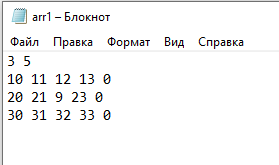 arr1 – Блокнот
Файл Правка Формат Вид Справка
3 5
10 11 12 13 0
20 21 9 23 0
30 31 32 33 0